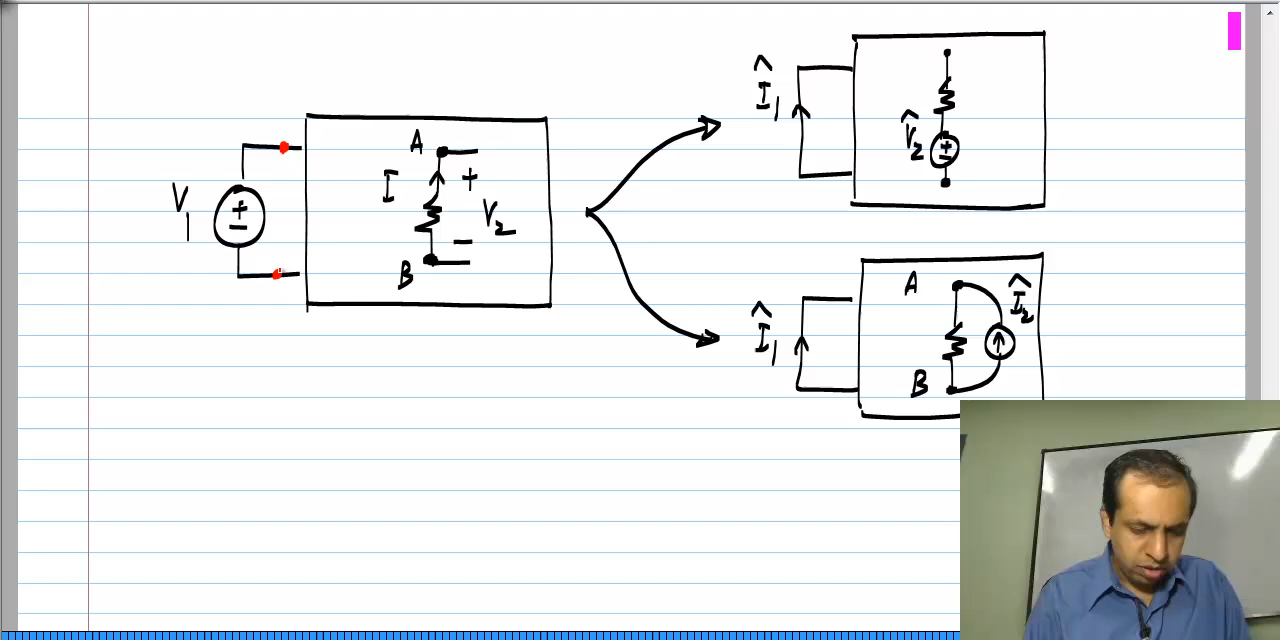 V₁
+
−
A
I
+
V₂
−
B
Î₁
V̂₂
+
−
Î₁
A
Î₂
B